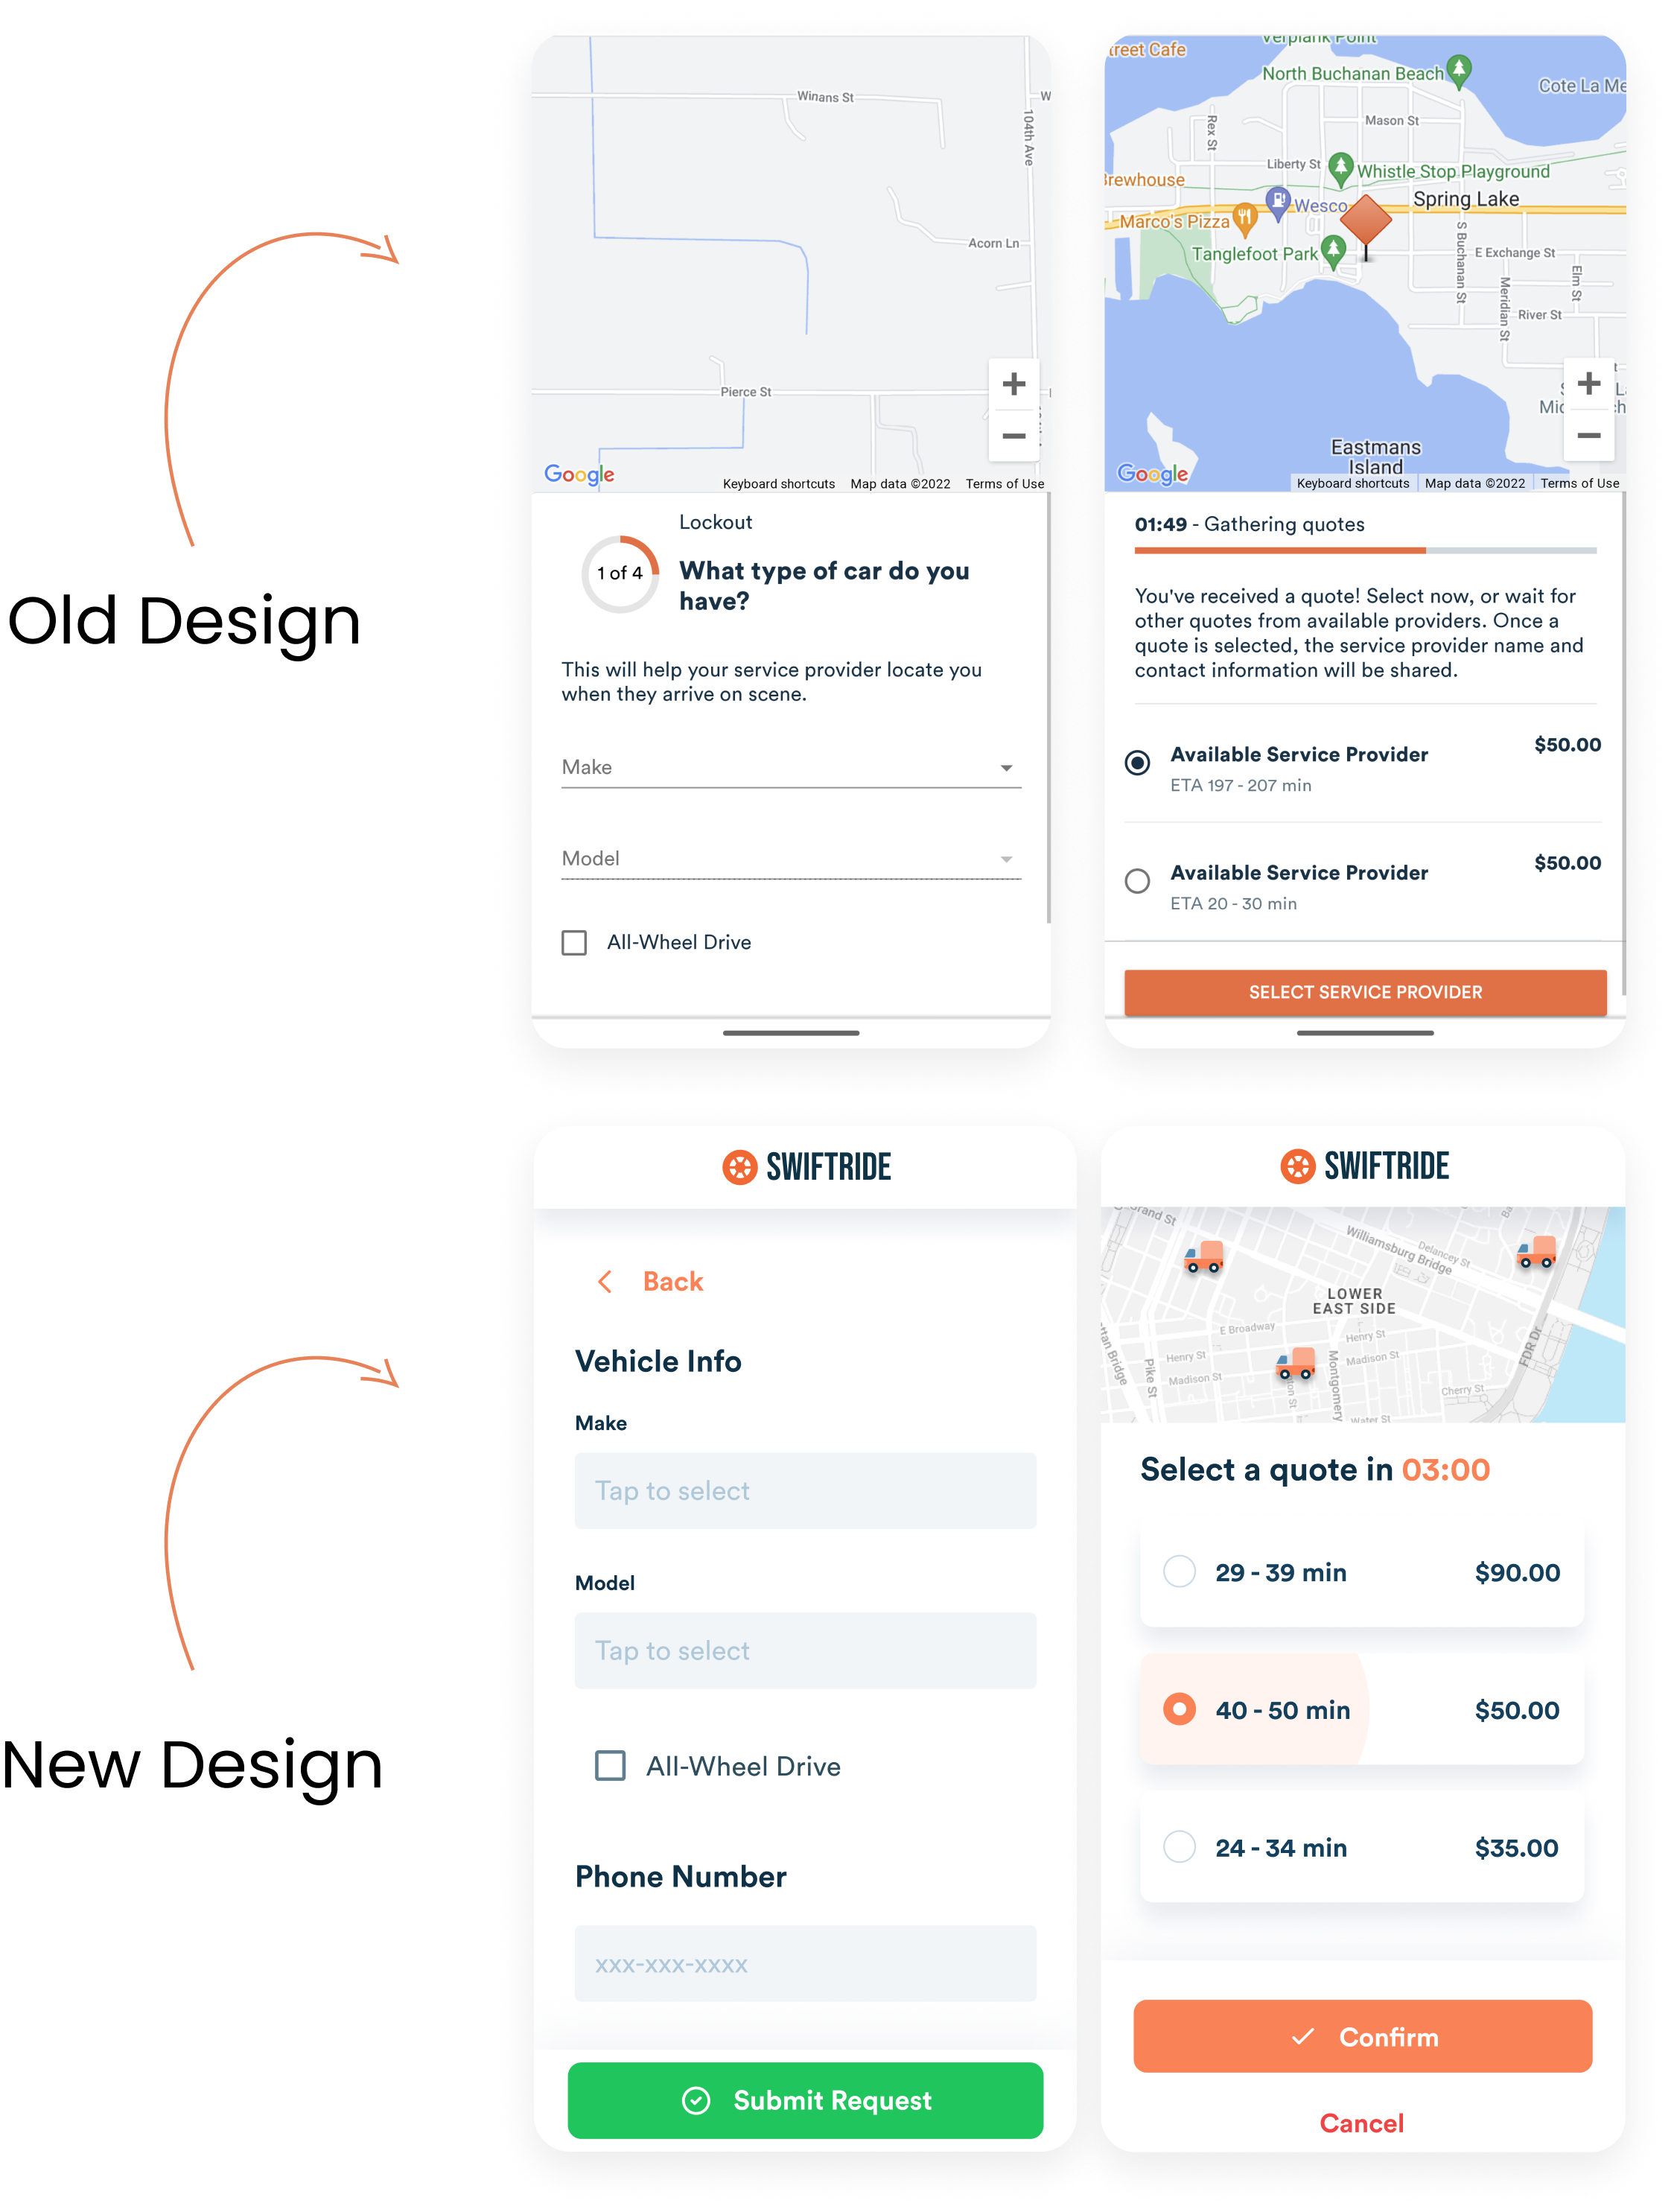 Old Design
Winans St
W
104th Ave
Acorn Ln
Pierce St
+
−
Google
Keyboard shortcuts Map data ©2022 Terms of Use
Lockout
1 of 4
What type of car do you
have?
This will help your service provider locate you
when they arrive on scene.
Make
Model
All-Wheel Drive
Verplank Point
treet Cafe
North Buchanan Beach
Cote La Me
Mason St
Rex St
Liberty St
Whistle Stop Playground
Brewhouse
Spring Lake
Wesco
Marco's Pizza
S Buchanan St
Tanglefoot Park
E Exchange St
Elm St
Meridian St
River St
+
−
Eastmans
Island
Google
Keyboard shortcuts Map data ©2022 Terms of Use
01:49 - Gathering quotes
You've received a quote! Select now, or wait for
other quotes from available providers. Once a
quote is selected, the service provider name and
contact information will be shared.
Available Service Provider
$50.00
ETA 197 - 207 min
Available Service Provider
$50.00
ETA 20 - 30 min
SELECT SERVICE PROVIDER
New Design
SWIFTRIDE
Back
Vehicle Info
Make
Tap to select
Model
Tap to select
All-Wheel Drive
Phone Number
xxx-xxx-xxxx
Submit Request
SWIFTRIDE
Grand St
Williamsburg Bridge
Delancey St
LOWER
EAST SIDE
E Broadway
Henry St
Henry St
Madison St
Madison St
Montgomery
Pike St
ttan Bridge
FDR Dr
Cherry St
Water St
Select a quote in 03:00
29 - 39 min $90.00
40 - 50 min $50.00
24 - 34 min $35.00
Confirm
Cancel